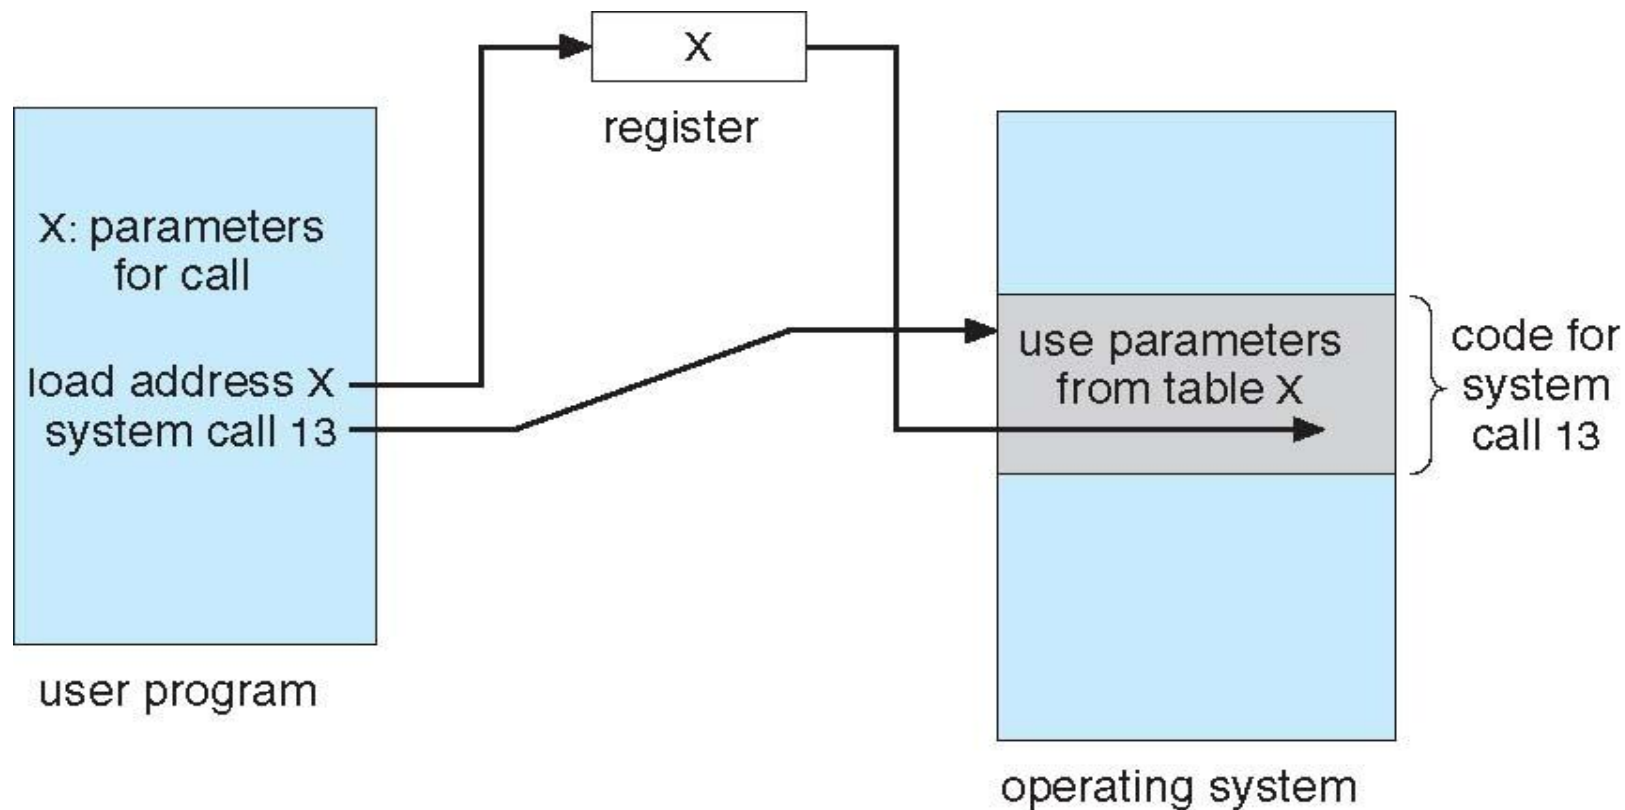 X
register
X: parameters
for call
load address X
system call 13
user program
use parameters
from table X
code for
system
call 13
operating system